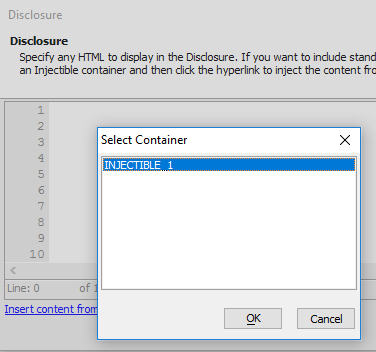 Disclosure
Disclosure
Specify any HTML to display in the Disclosure. If you want to include stand
an Injectible container and then click the hyperlink to inject the content fro
1
2
3
4
5
6
7
8
9
10
Select Container
INJECTIBLE_1
<
Line: 0 of 1
Insert content from
OK
Cancel